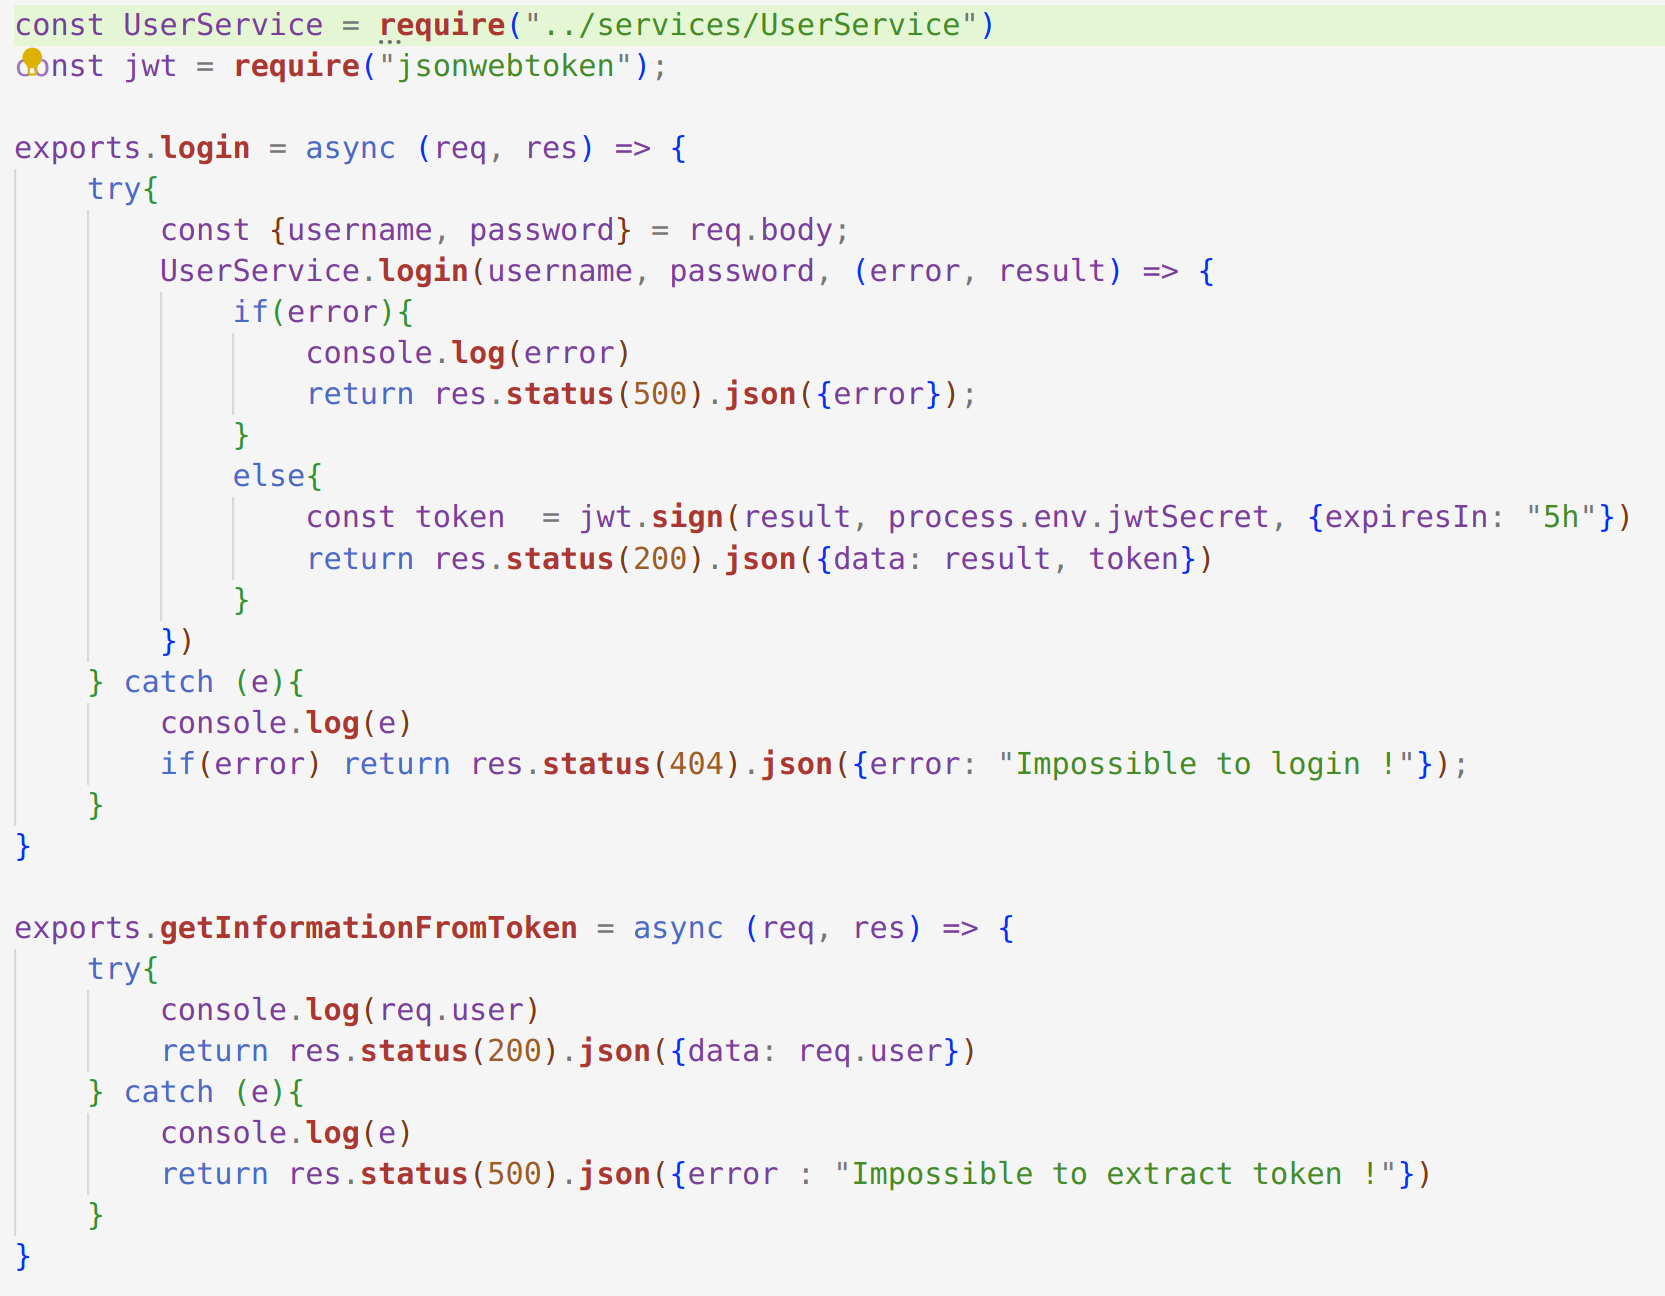 const UserService = require("../services/UserService")
const jwt = require("jsonwebtoken");
exports.login = async (req, res) => {
    try{
        const {username, password} = req.body;
        UserService.login(username, password, (error, result) => {
            if(error){
                console.log(error)
                return res.status(500).json({error});
            }
            else{
                const token  = jwt.sign(result, process.env.jwtSecret, {expiresIn: "5h"})
                return res.status(200).json({data: result, token})
            }
        })
    } catch (e){
        console.log(e)
        if(error) return res.status(404).json({error: "Impossible to login !"});
    }
}
exports.getInformationFromToken = async (req, res) => {
    try{
        console.log(req.user)
        return res.status(200).json({data: req.user})
    } catch (e){
        console.log(e)
        return res.status(500).json({error : "Impossible to extract token !"})
    }
}